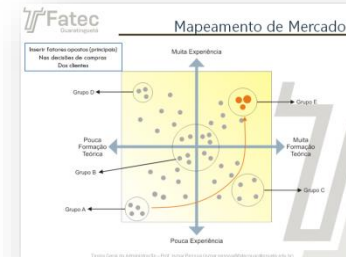 Fatec
Guaratinguetá
Mapeamento de Mercado
Inserir Fatores opostos (principais)
Nas decisões de compras
Dos clientes
Muita Experiência
Grupo D
Grupo E
Pouca
Formação
Teórica
Muita
Formação
Teórica
Grupo B
Grupo C
Grupo A
Pouca Experiência